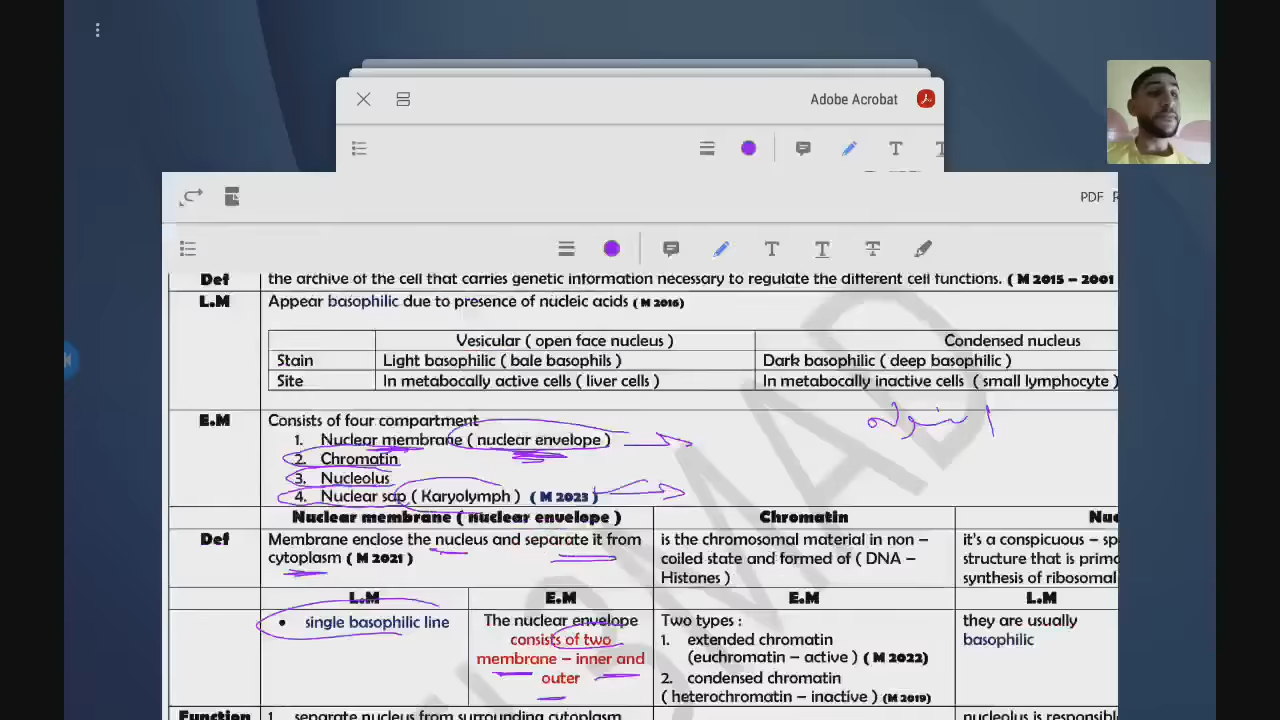 Adobe Acrobat
PDF
Def the archive of the cell that carries genetic information necessary to regulate the different cell functions. ( M 2015 – 2001
L.M Appear basophilic due to presence of nucleic acids ( M 2016)
Vesicular ( open face nucleus ) Condensed nucleus
Stain Light basophilic ( bale basophils ) Dark basophilic ( deep basophilic )
Site In metabocally active cells ( liver cells ) In metabocally inactive cells ( small lymphocyte )
E.M Consists of four compartment
1. Nuclear membrane ( nuclear envelope )
2. Chromatin
3. Nucleolus
4. Nuclear sap ( Karyolymph ) ( M 2023 )
Nuclear membrane ( nuclear envelope ) Chromatin Nuc
Def Membrane enclose the nucleus and separate it from cytoplasm ( M 2021 )
is the chromosomal material in non –
coiled state and formed of ( DNA –
Histanes )
it's a conspicuous – sp
structure that is prima
synthesis of ribosomal
L.M E.M E.M L.M
• single basophilic line
The nuclear envelope
consists of two
membrane – inner and
outer
Two types :
1. extended chromatin
(euchromatin – active ) ( M 2022)
2. condensed chromatin
( heterochromatin – inactive ) ( M 2019)
they are usually
basophilic
Function 1. separate nucleus from surrounding cytoplasm nucleolus is responsibl